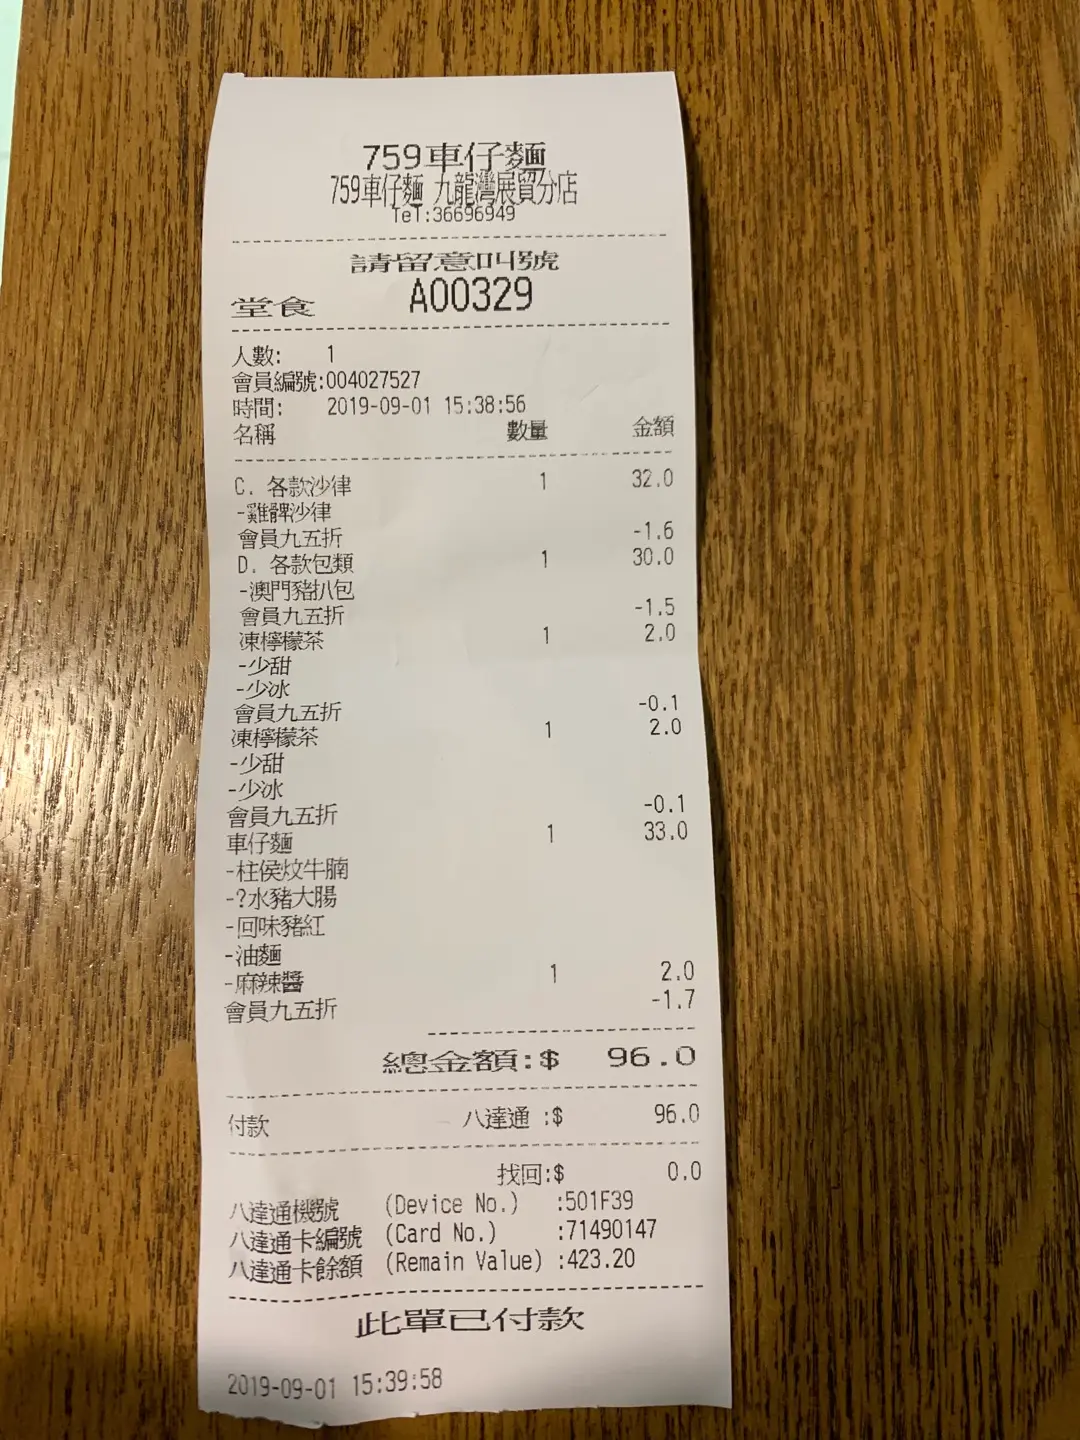 759車仔麵
759車仔麵 九龍灣展貿分店
Tel:36696949
請留意叫號
堂食 A00329
人數: 1
會員編號:004027527
時間: 2019-09-01 15:38:56
名稱 數量 金額
C. 各款沙律 1 32.0
-雞髀沙律
會員九五折 -1.6
D. 各款包類 1 30.0
-澳門豬扒包
會員九五折 -1.5
凍檸檬茶 1 2.0
-少甜
-少冰
會員九五折 -0.1
凍檸檬茶 1 2.0
-少甜
-少冰
會員九五折 -0.1
車仔麵 1 33.0
-柱侯炆牛腩
-?水豬大腸
-回味豬紅
-油麵
-麻辣醬 1 2.0
會員九五折 -1.7
總金額:$ 96.0
付款 八達通 :$ 96.0
找回:$ 0.0
八達通機號 (Device No.) :501F39
八達通卡編號 (Card No.) :71490147
八達通卡餘額 (Remain Value) :423.20
此單已付款
2019-09-01 15:39:58